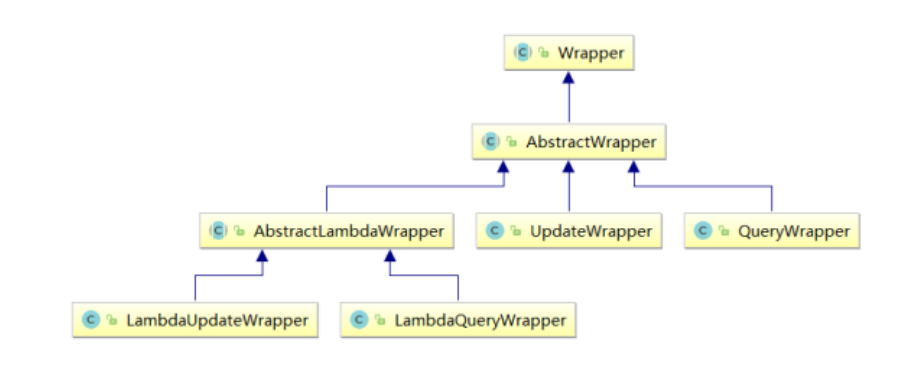 C Wrapper
C AbstractWrapper
C AbstractLambdaWrapper
C UpdateWrapper
C QueryWrapper
C LambdaUpdateWrapper
C LambdaQueryWrapper